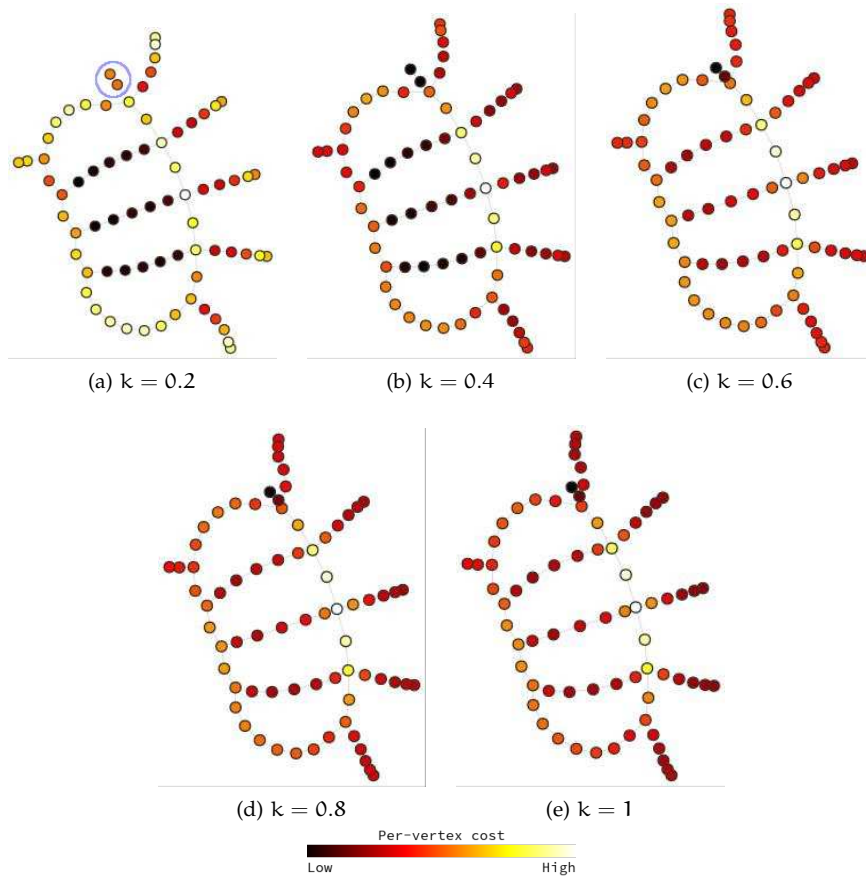 (a) k = 0.2
(b) k = 0.4
(c) k = 0.6
(d) k = 0.8
(e) k = 1
Per-vertex cost
Low High